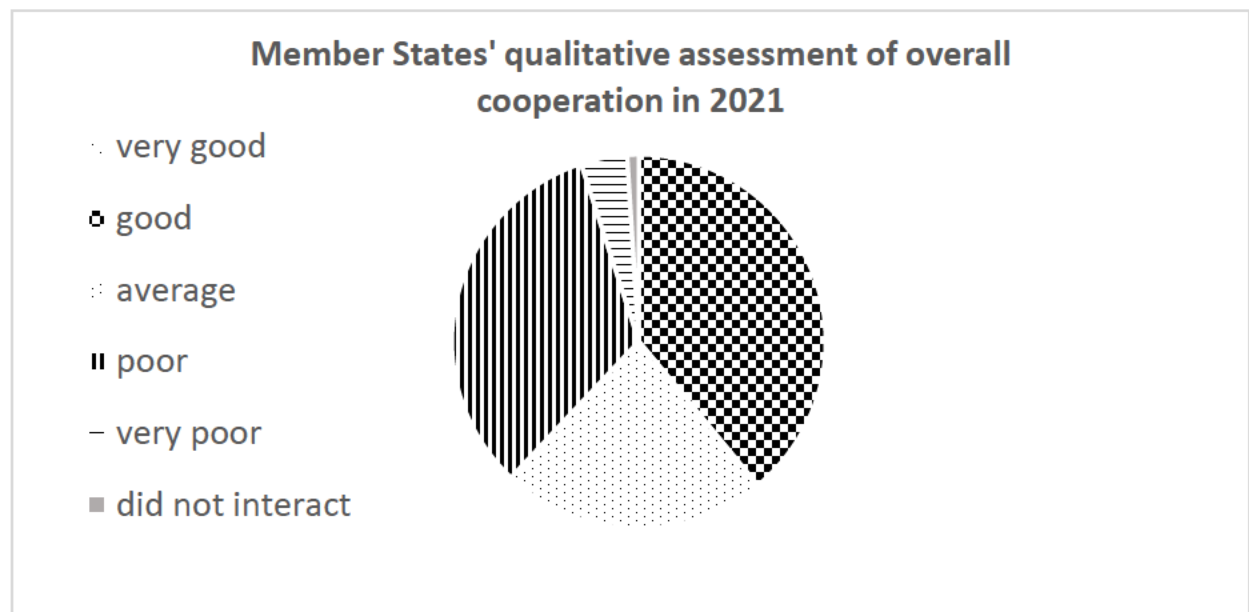 Member States' qualitative assessment of overall
cooperation in 2021
very good
good
average
poor
very poor
did not interact